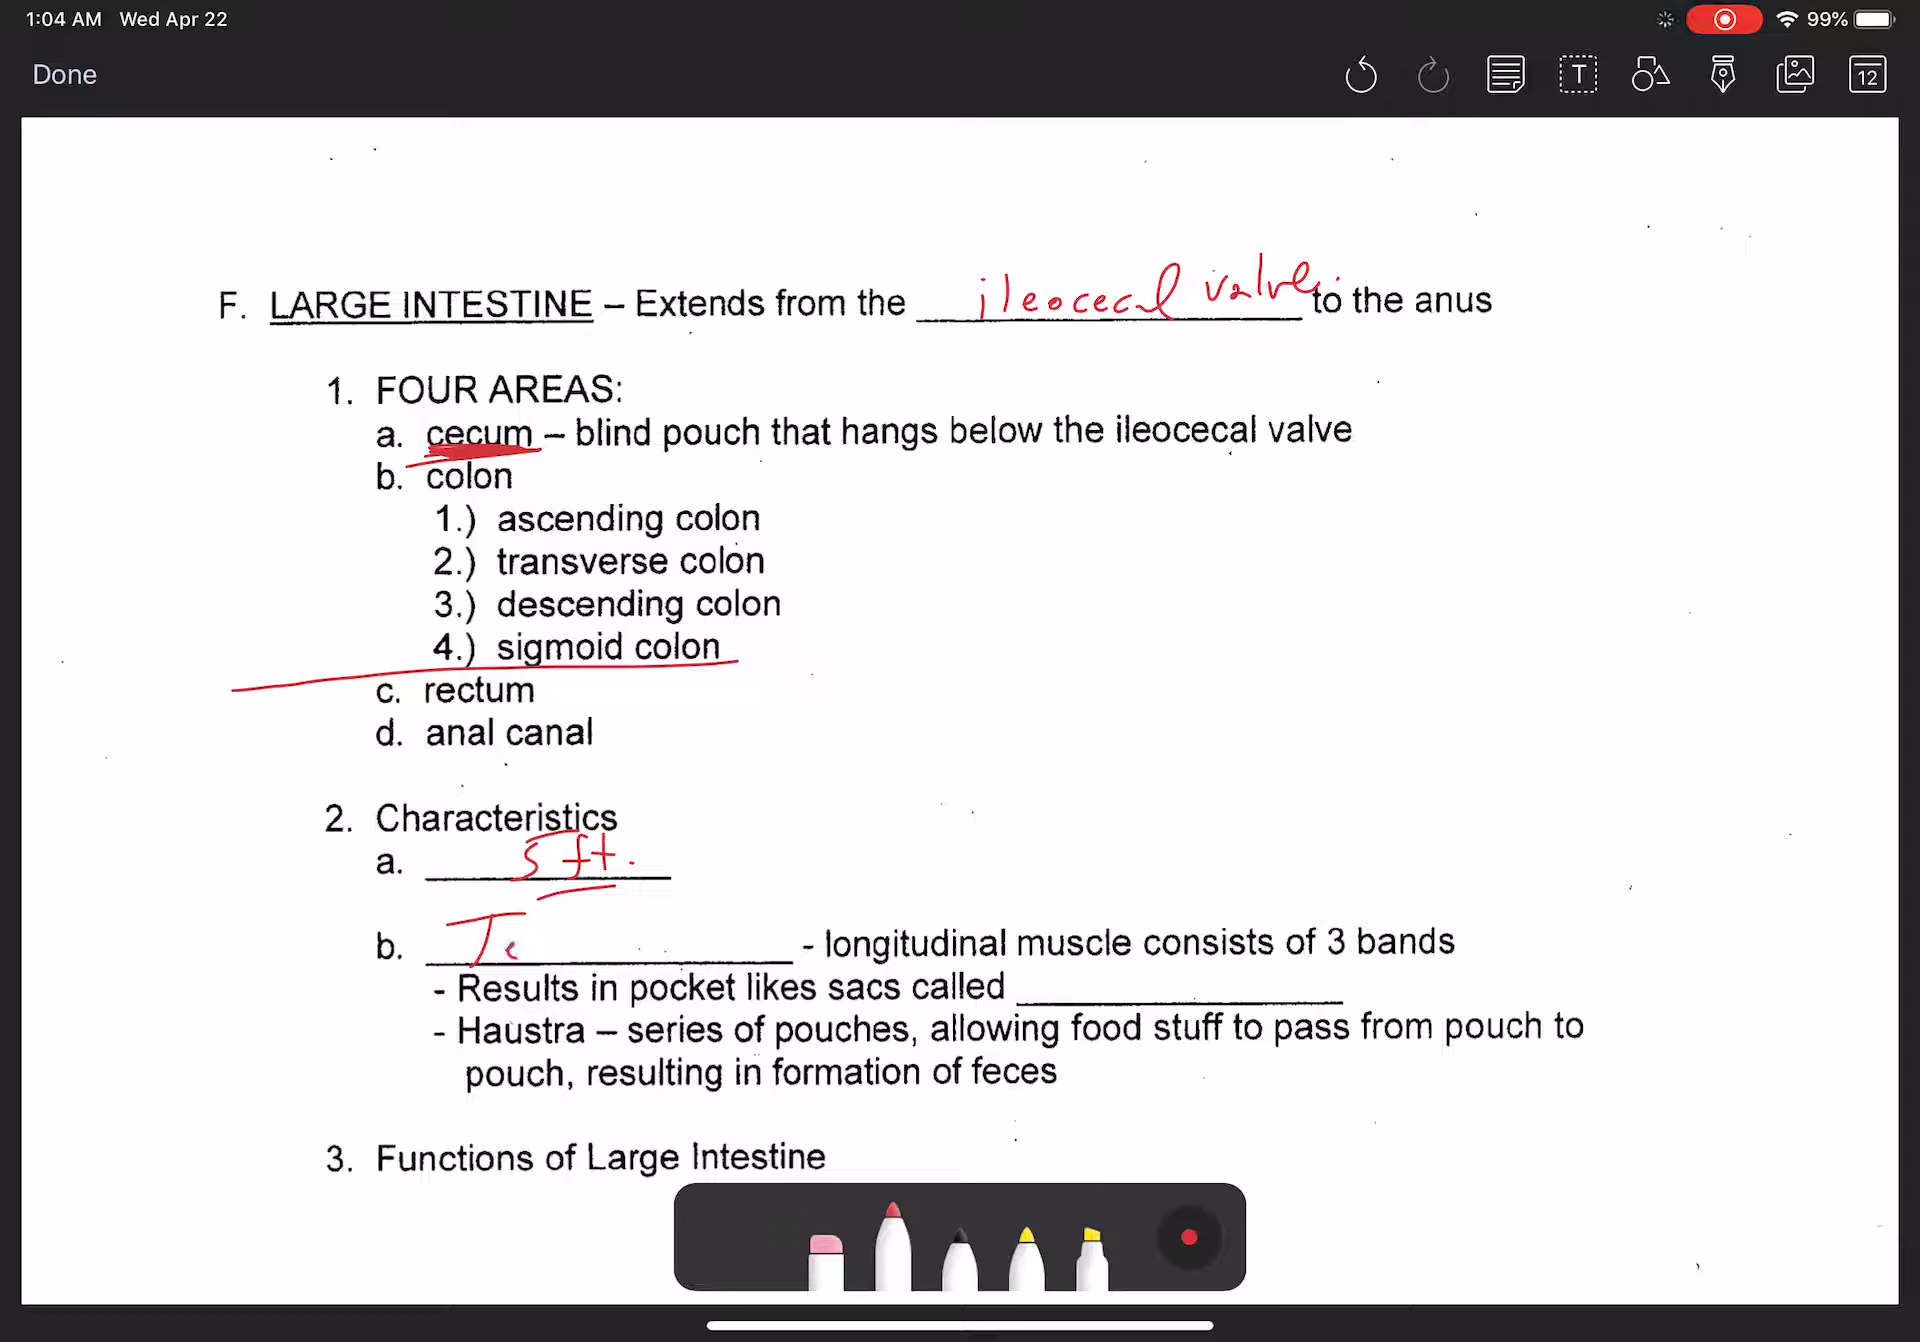 1:04 AM Wed Apr 22 99%
Done T 12
F. LARGE INTESTINE – Extends from the ileocecal valve to the anus
1. FOUR AREAS:
a. cecum – blind pouch that hangs below the ileocecal valve
b. colon
1.) ascending colon
2.) transverse colon
3.) descending colon
4.) sigmoid colon
c. rectum
d. anal canal
2. Characteristics
a. 5 ft.
b. Te - longitudinal muscle consists of 3 bands
- Results in pocket likes sacs called
- Haustra – series of pouches, allowing food stuff to pass from pouch to
pouch, resulting in formation of feces
3. Functions of Large Intestine